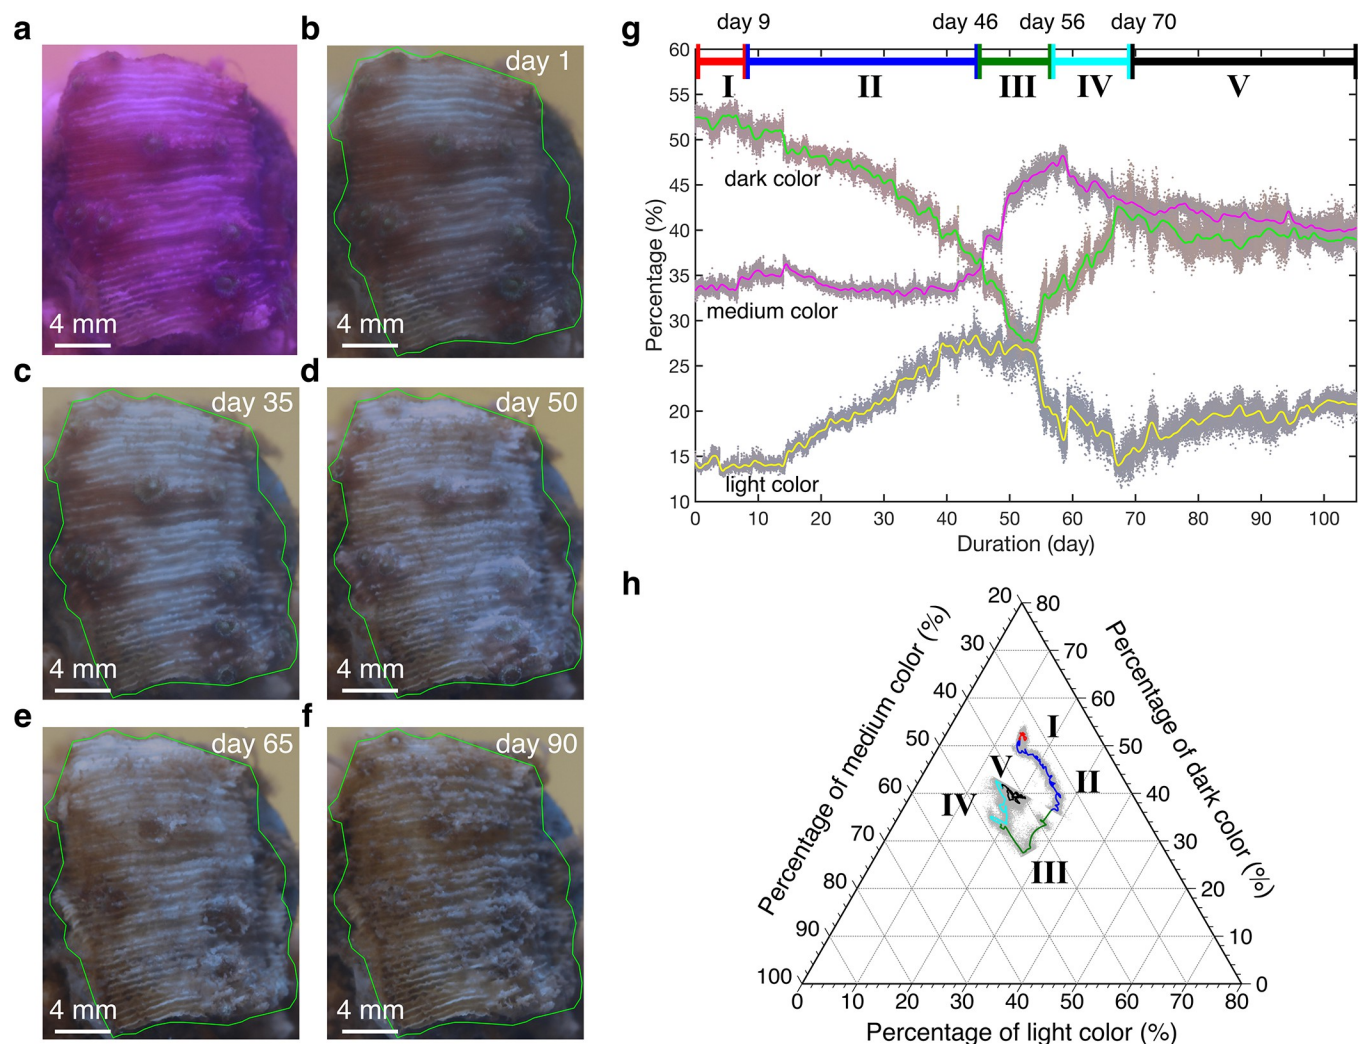 a
4 mm
b
day 1
4 mm
c
day 35
4 mm
d
day 50
4 mm
e
day 65
4 mm
f
day 90
4 mm
g
day 9 day 46 day 56 day 70
I II III IV V
60
55
50
45
40
35
30
25
20
15
10
Percentage (%)
dark color
medium color
light color
0 10 20 30 40 50 60 70 80 90 100
Duration (day)
h
20 30 40 50 60 70 80 90 100
Percentage of medium color (%)
80 70 60 50 40 30 20 10 0
Percentage of dark color (%)
I
II
III
IV
V
0 10 20 30 40 50 60 70 80
Percentage of light color (%)